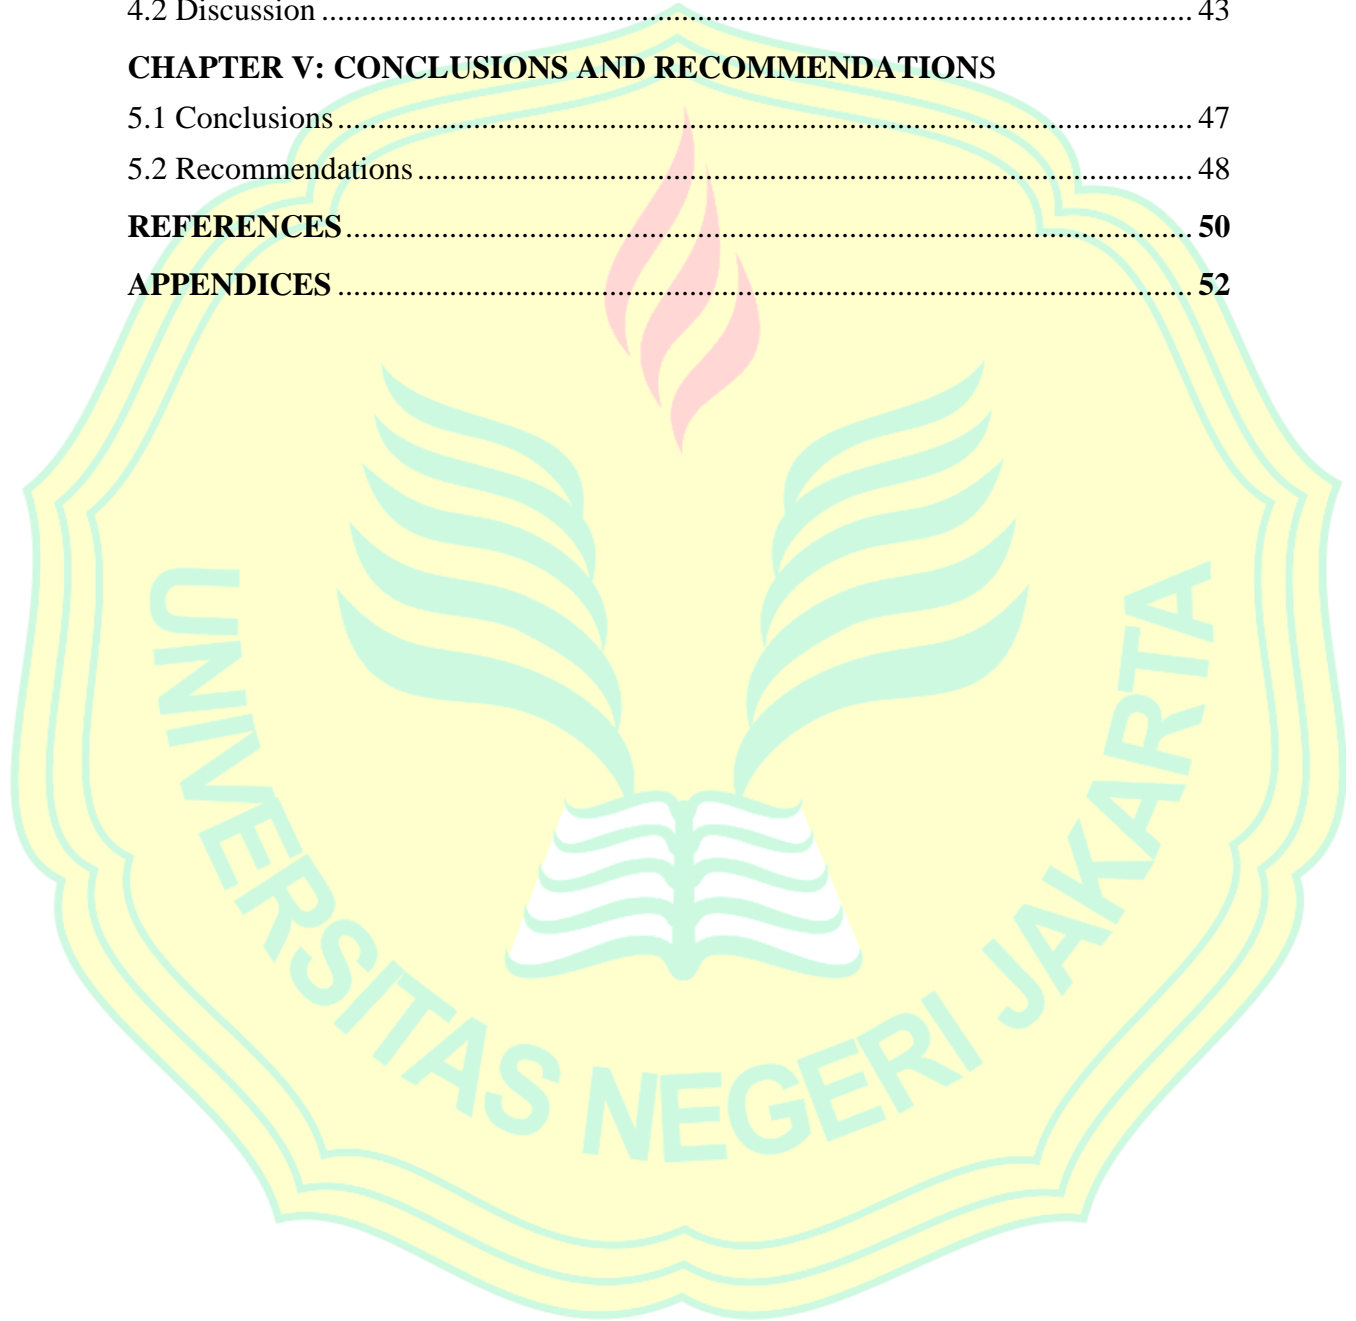 4.2 Discussion ............................................................................................................ 43
CHAPTER V: CONCLUSIONS AND RECOMMENDATIONS
5.1 Conclusions .......................................................................................................... 47
5.2 Recommendations ................................................................................................ 48
REFERENCES ......................................................................................................... 50
APPENDICES .......................................................................................................... 52
UNIVERSITAS NEGERI JAKARTA